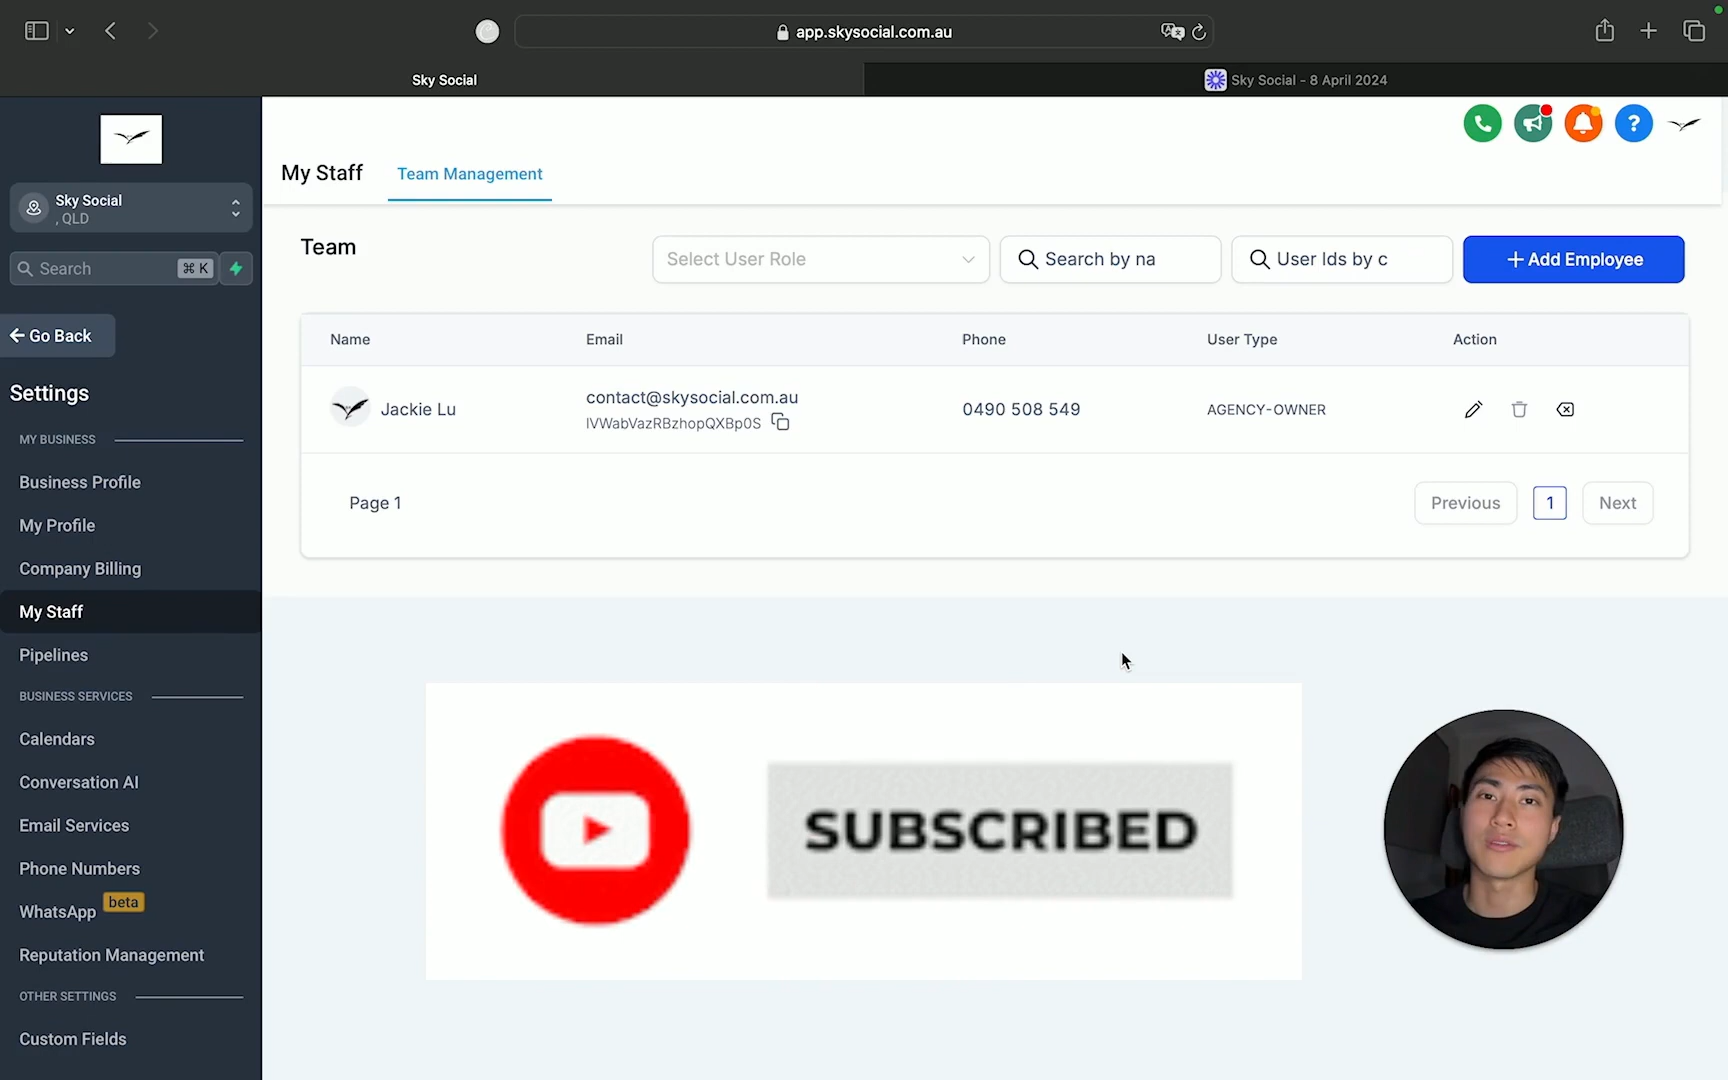 app.skysocial.com.au
Sky Social
Sky Social - 8 April 2024
Sky Social
, QLD
Search
⌘ K
Go Back
Settings
MY BUSINESS
Business Profile
My Profile
Company Billing
My Staff
Pipelines
BUSINESS SERVICES
Calendars
Conversation AI
Email Services
Phone Numbers
WhatsApp beta
Reputation Management
OTHER SETTINGS
Custom Fields
?
My Staff
Team Management
Team
Select User Role
Search by na
User Ids by c
+ Add Employee
Name Email Phone User Type Action
Jackie Lu contact@skysocial.com.au 0490 508 549 AGENCY-OWNER
lVWabVazRBzhopQXBp0S
Page 1
Previous 1 Next
SUBSCRIBED